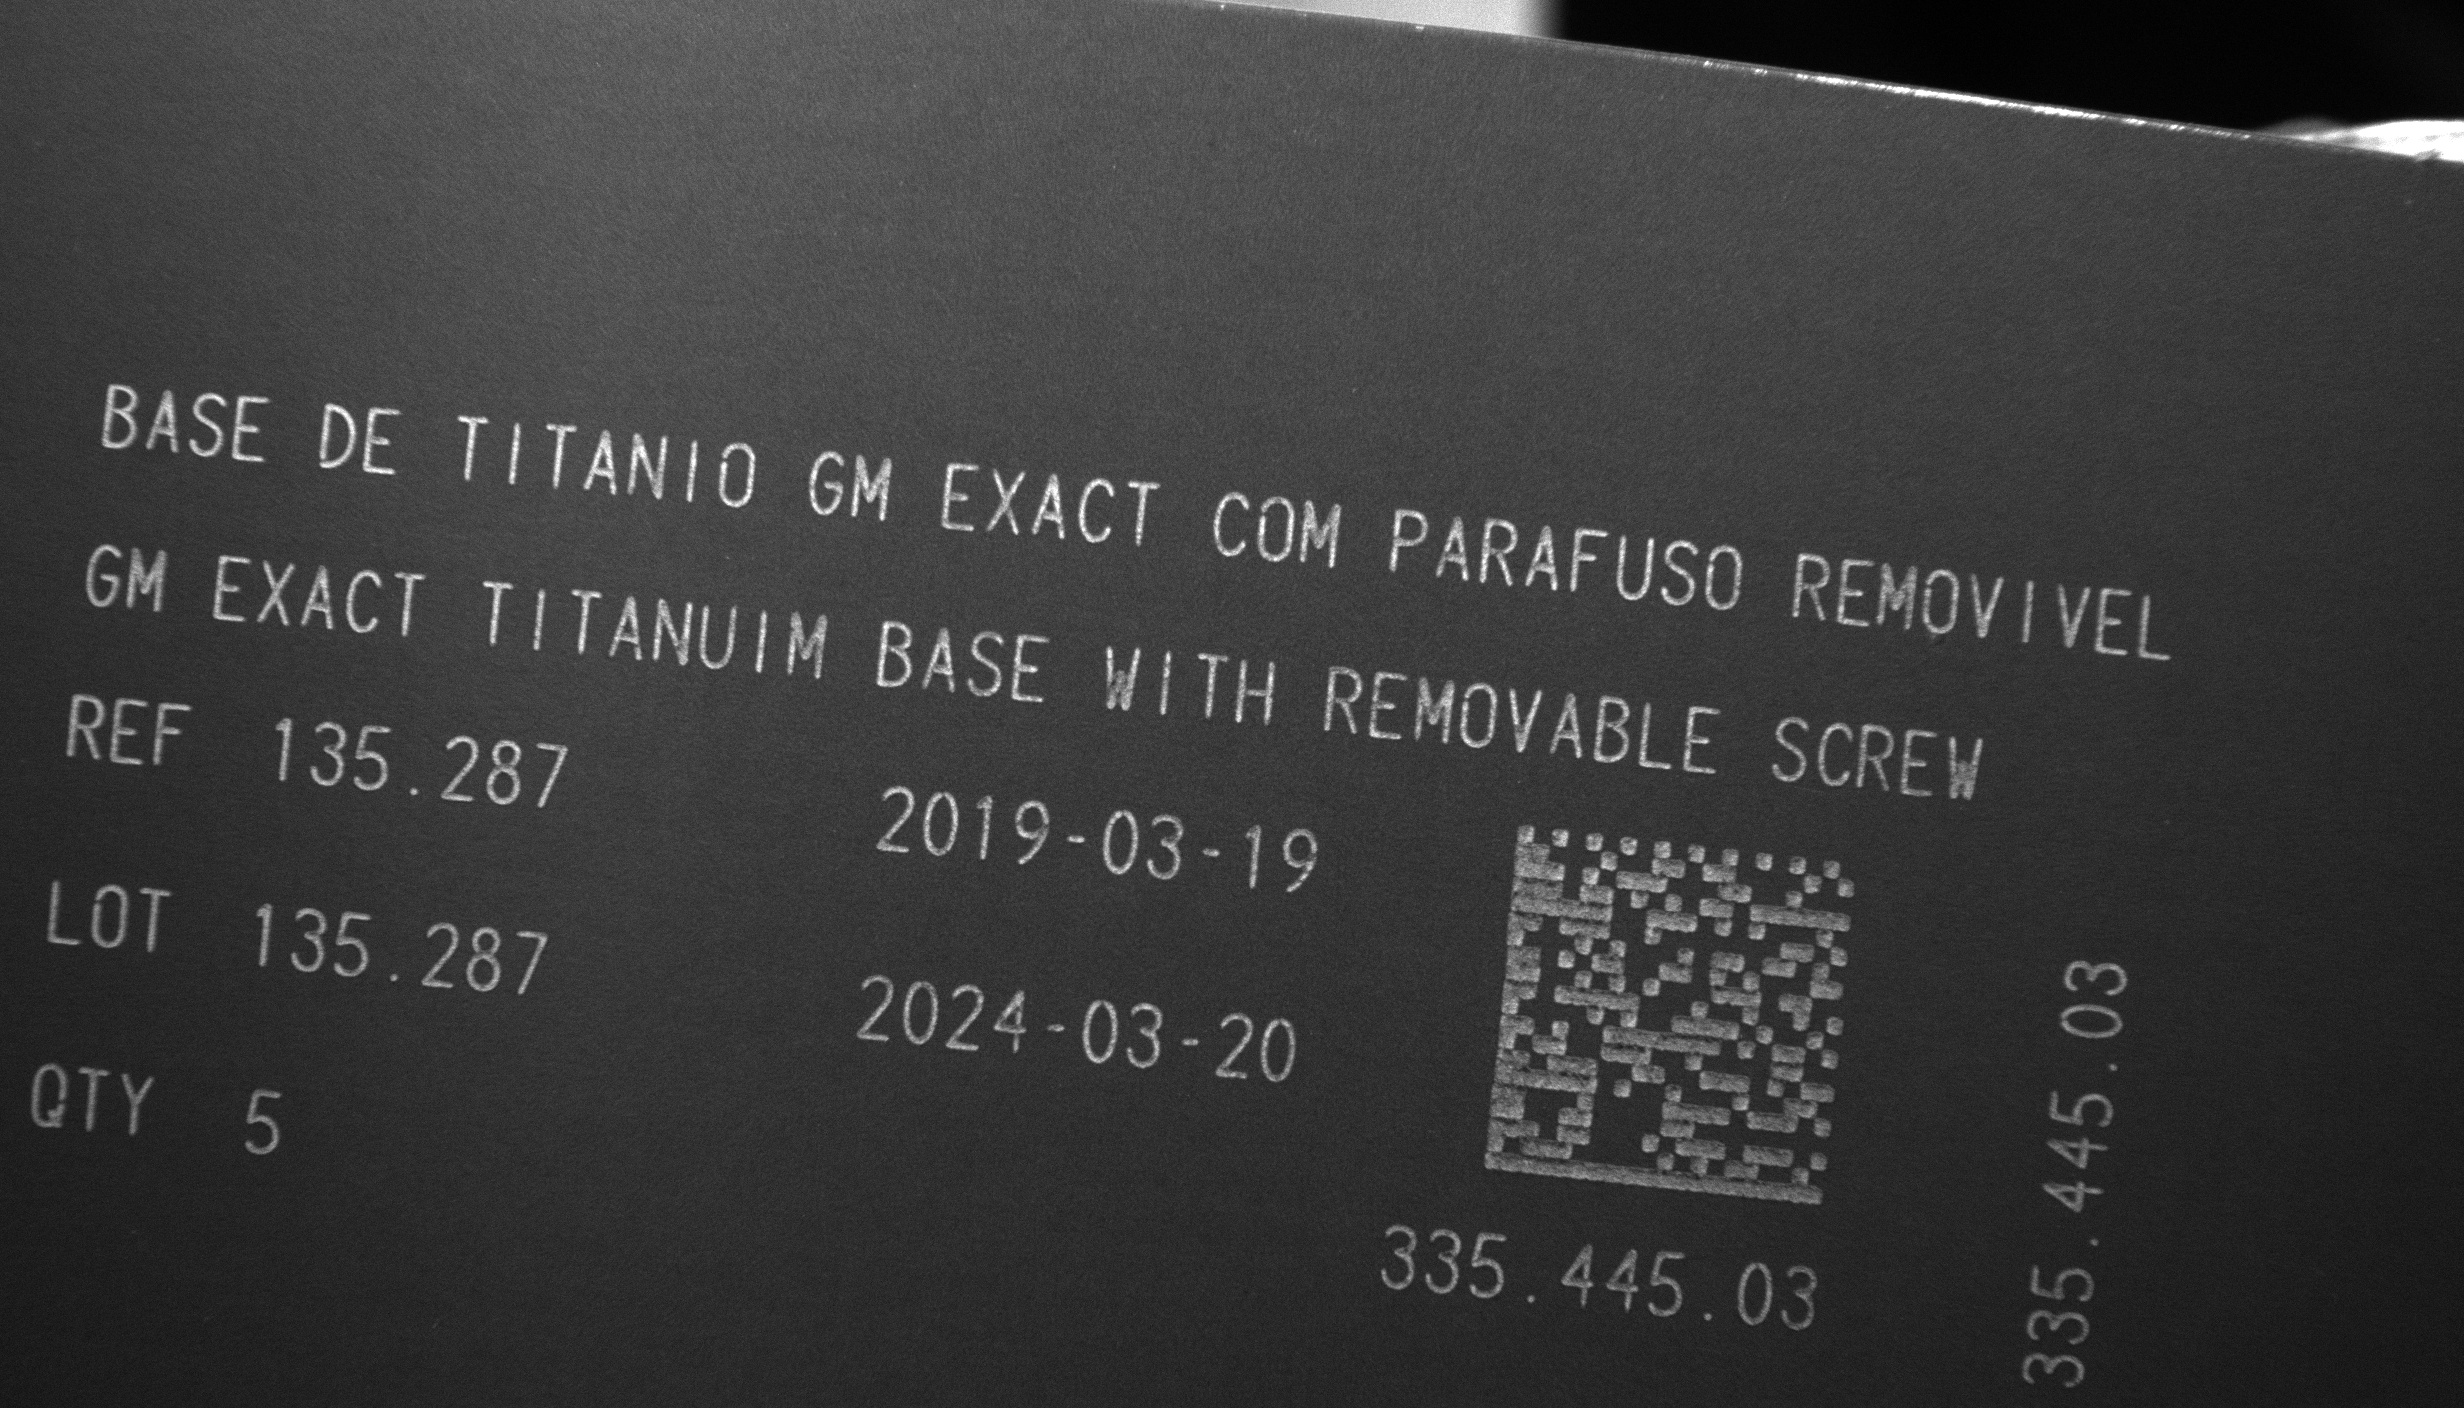 BASE DE TITANIO GM EXACT COM PARAFUSO REMOVIVEL
GM EXACT TITANUIM BASE WITH REMOVABLE SCREW
REF 135.287
2019-03-19
LOT 135.287
2024-03-20
QTY 5
335.445.03
335.445.03